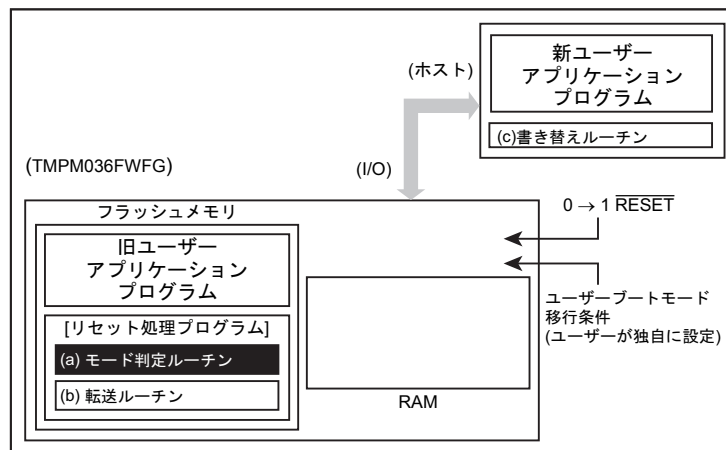 (ホスト)
新ユーザー
アプリケーション
プログラム
(c)書き替えルーチン
(TMPM036FWFG)
(I/O)
フラッシュメモリ
旧ユーザー
アプリケーション
プログラム
[リセット処理プログラム]
(a) モード判定ルーチン
(b) 転送ルーチン
RAM
0 → 1 RESET
ユーザーブートモード
移行条件
(ユーザーが独自に設定)